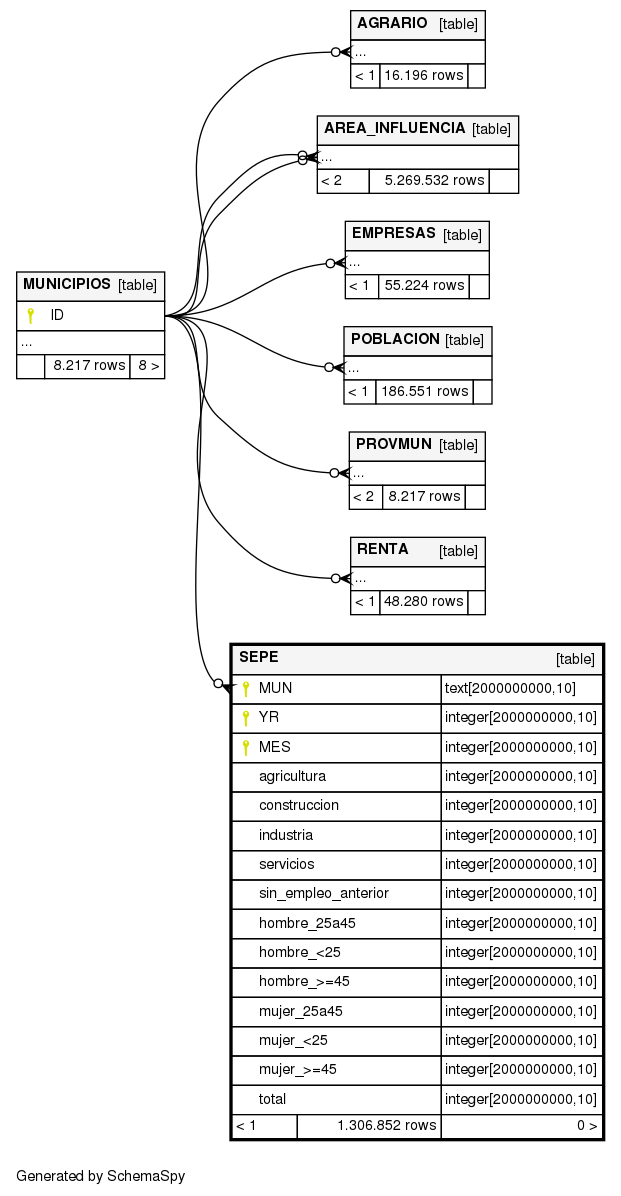 AGRARIO [table]
...
< 1 16.196 rows
AREA_INFLUENCIA [table]
...
< 2 5.269.532 rows
EMPRESAS [table]
...
< 1 55.224 rows
MUNICIPIOS [table]
ID
...
8.217 rows 8 >
POBLACION [table]
...
< 1 186.551 rows
PROVMUN [table]
...
< 2 8.217 rows
RENTA [table]
...
< 1 48.280 rows
SEPE [table]
MUN text[2000000000,10]
YR integer[2000000000,10]
MES integer[2000000000,10]
agricultura integer[2000000000,10]
construccion integer[2000000000,10]
industria integer[2000000000,10]
servicios integer[2000000000,10]
sin_empleo_anterior integer[2000000000,10]
hombre_25a45 integer[2000000000,10]
hombre_<25 integer[2000000000,10]
hombre_>=45 integer[2000000000,10]
mujer_25a45 integer[2000000000,10]
mujer_<25 integer[2000000000,10]
mujer_>=45 integer[2000000000,10]
total integer[2000000000,10]
< 1 1.306.852 rows 0 >
Generated by SchemaSpy